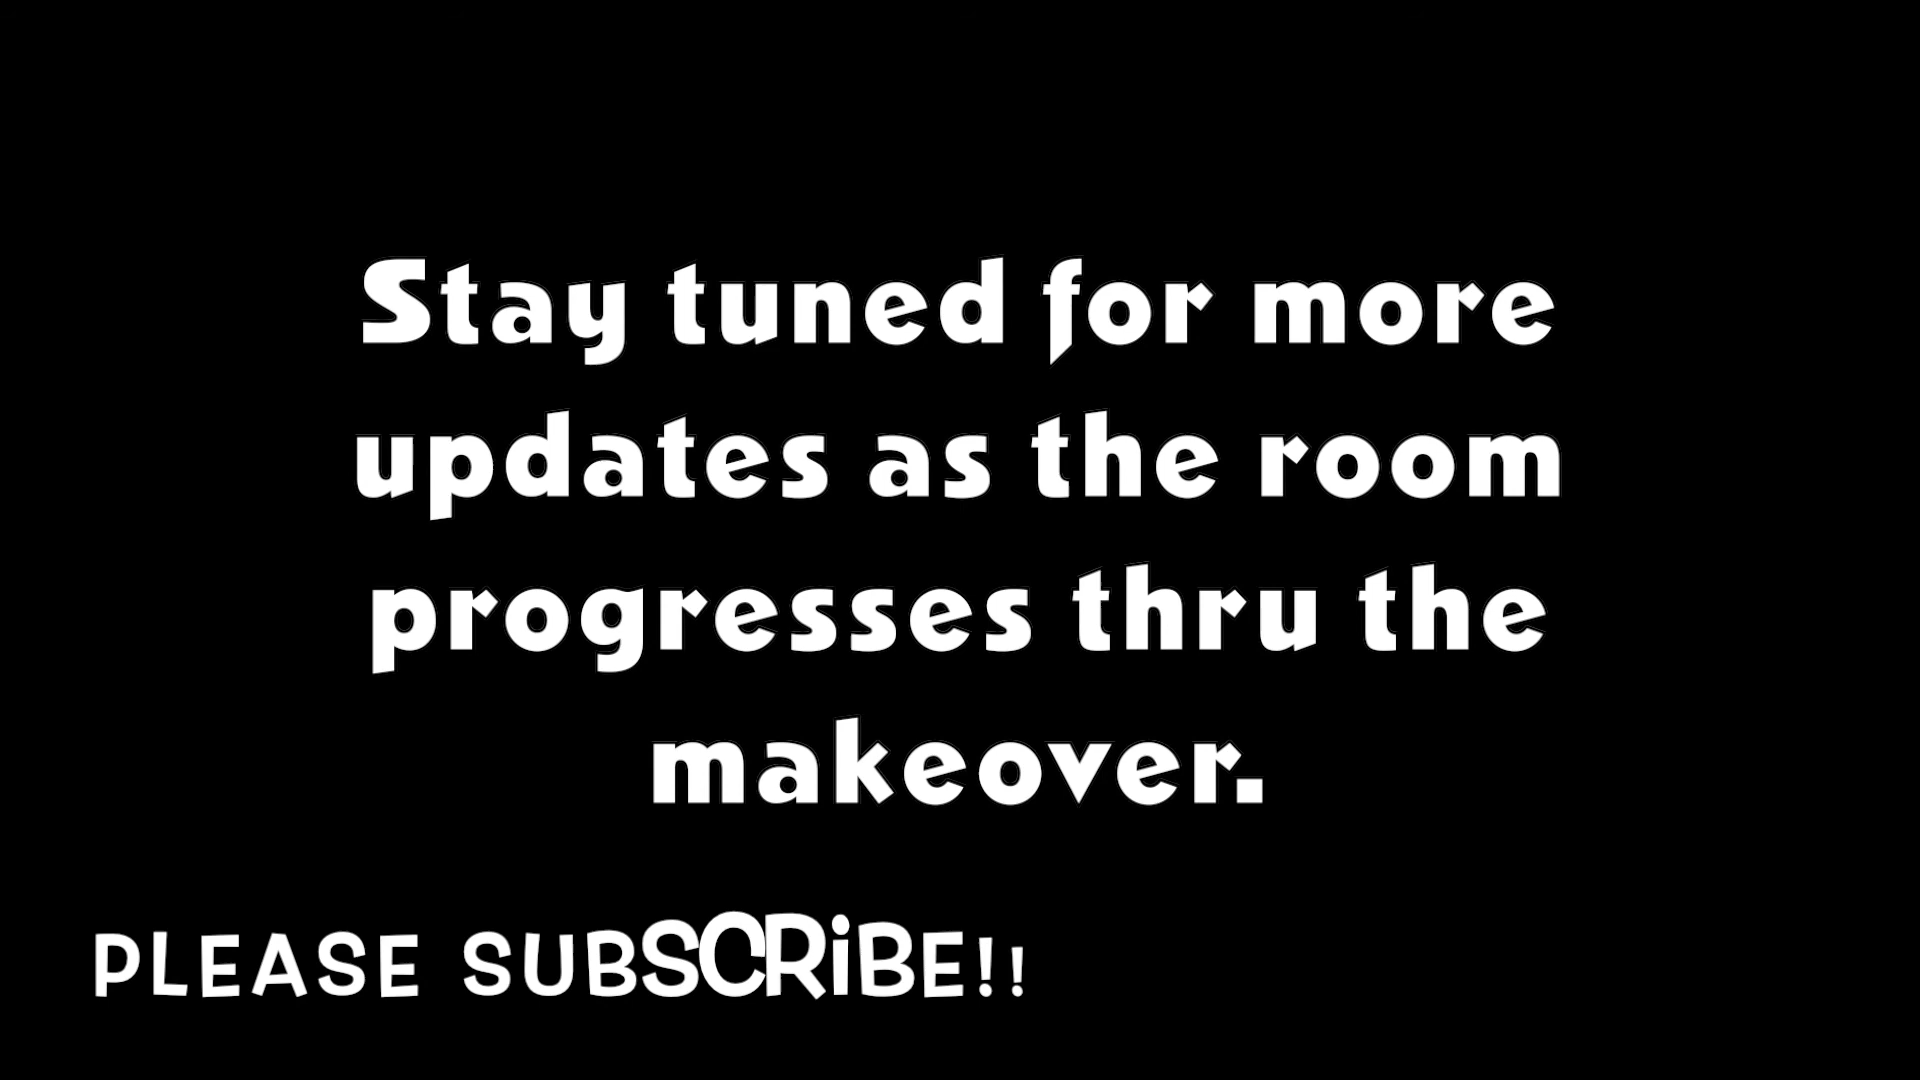 Stay tuned for more
updates as the room
progresses thru the
makeover.
PLEASE SUBSCRiBE!!